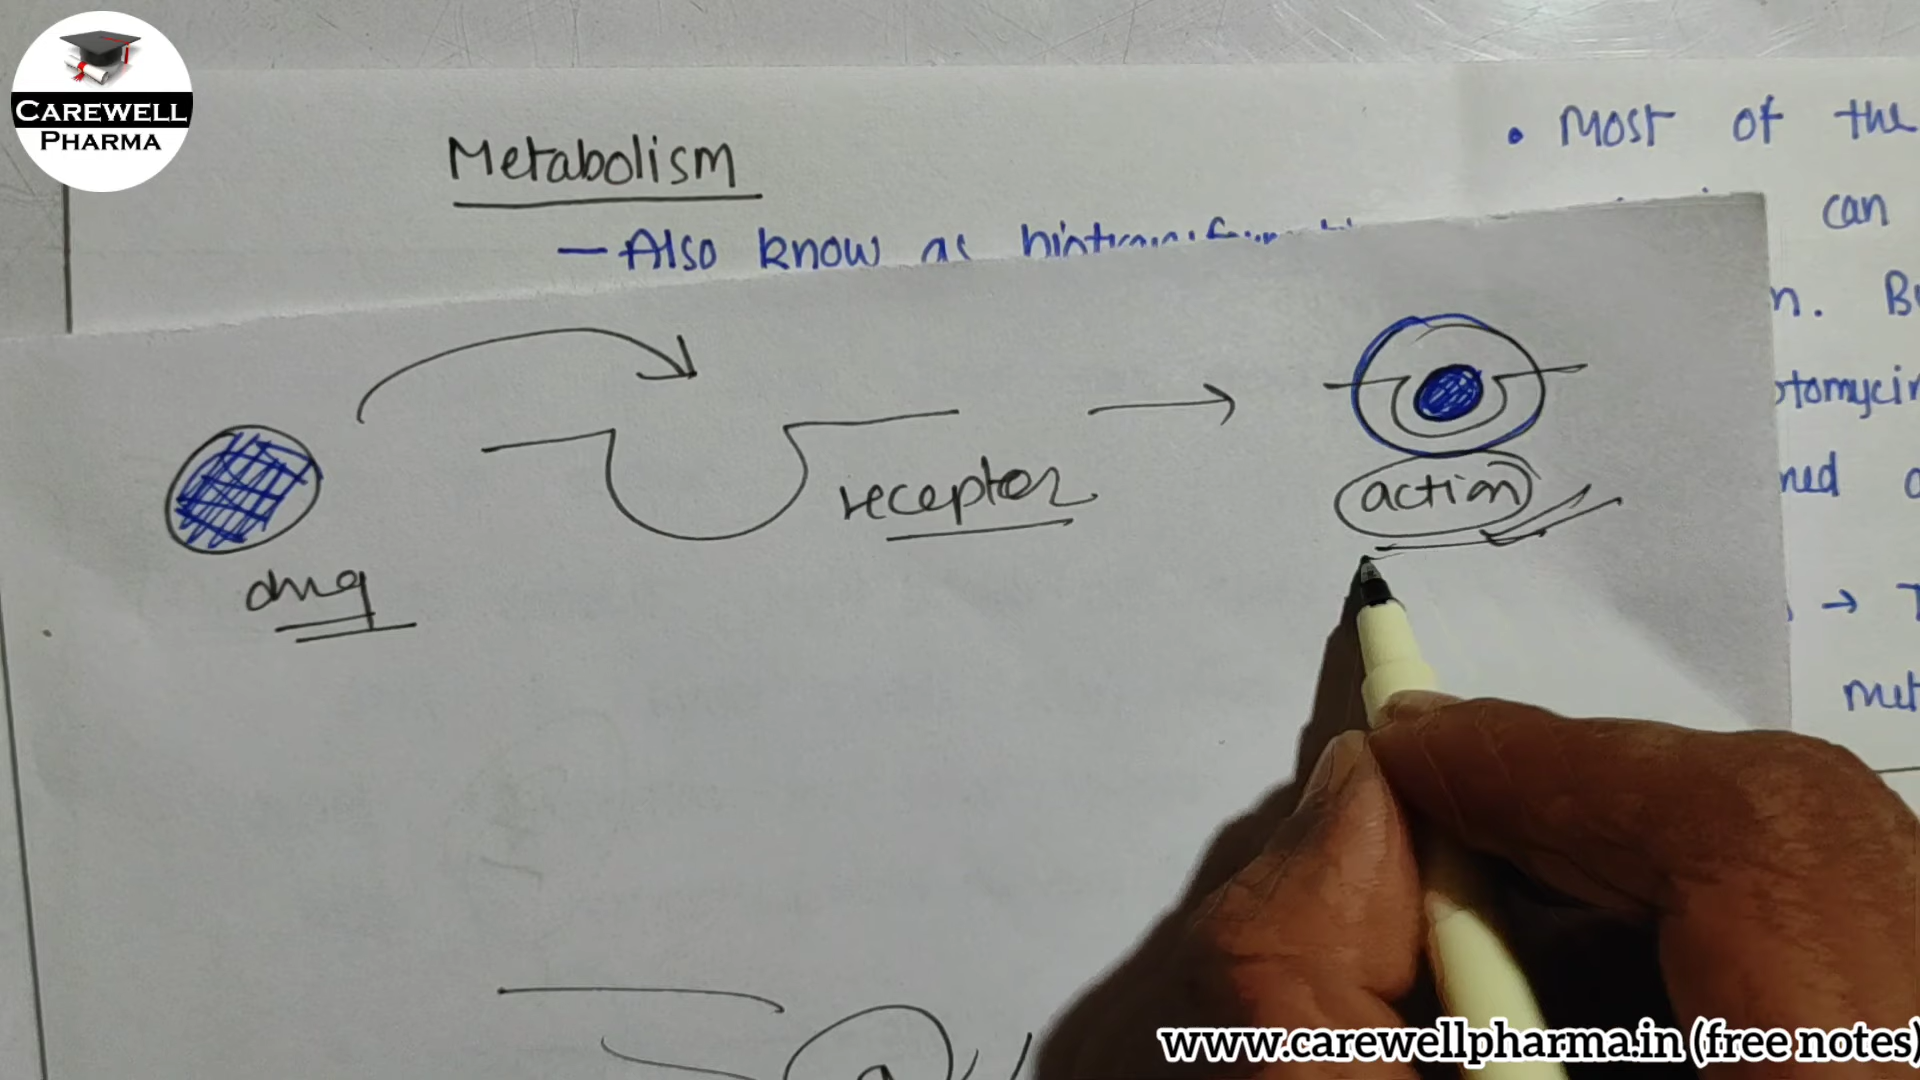 CAREWELL
PHARMA
Metabolism
– Also know as
• Most of the
can
n. B
tomycin
ned
→ T
met
drug
receptor
action
www.carewellpharma.in (free notes)